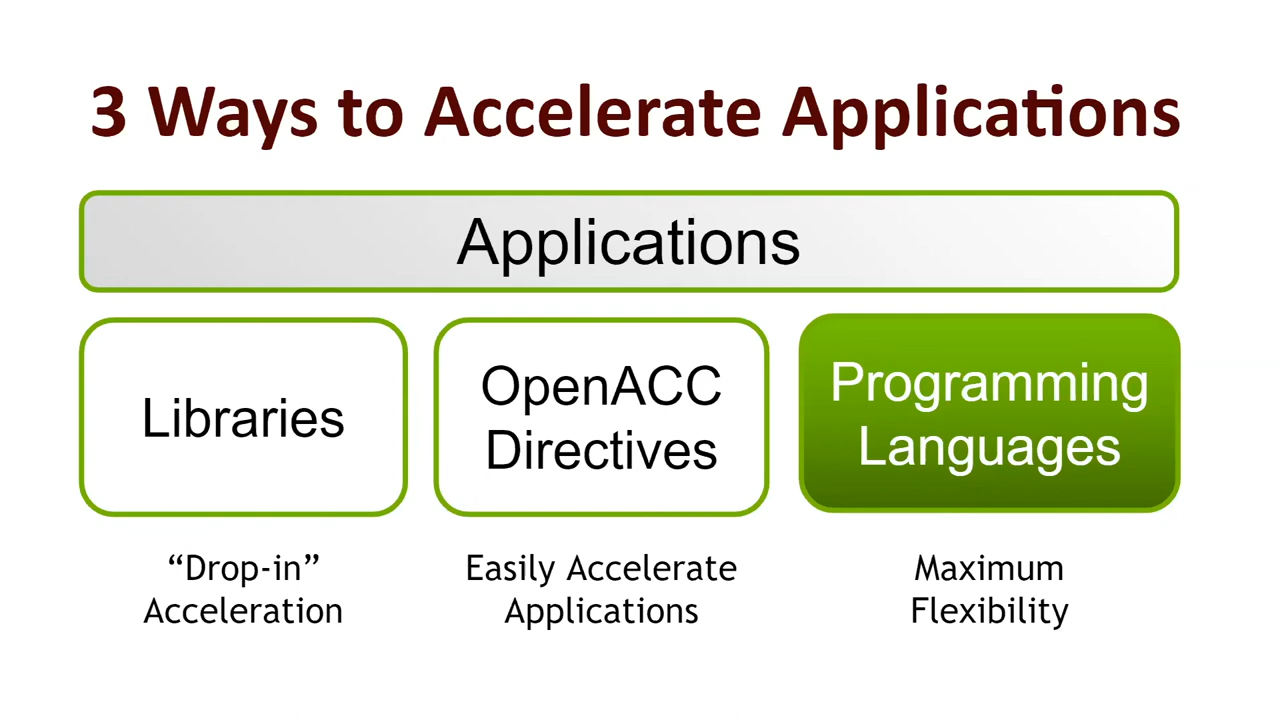 3 Ways to Accelerate Applications
Applications
Libraries
OpenACC
Directives
Programming
Languages
“Drop-in”
Acceleration
Easily Accelerate
Applications
Maximum
Flexibility